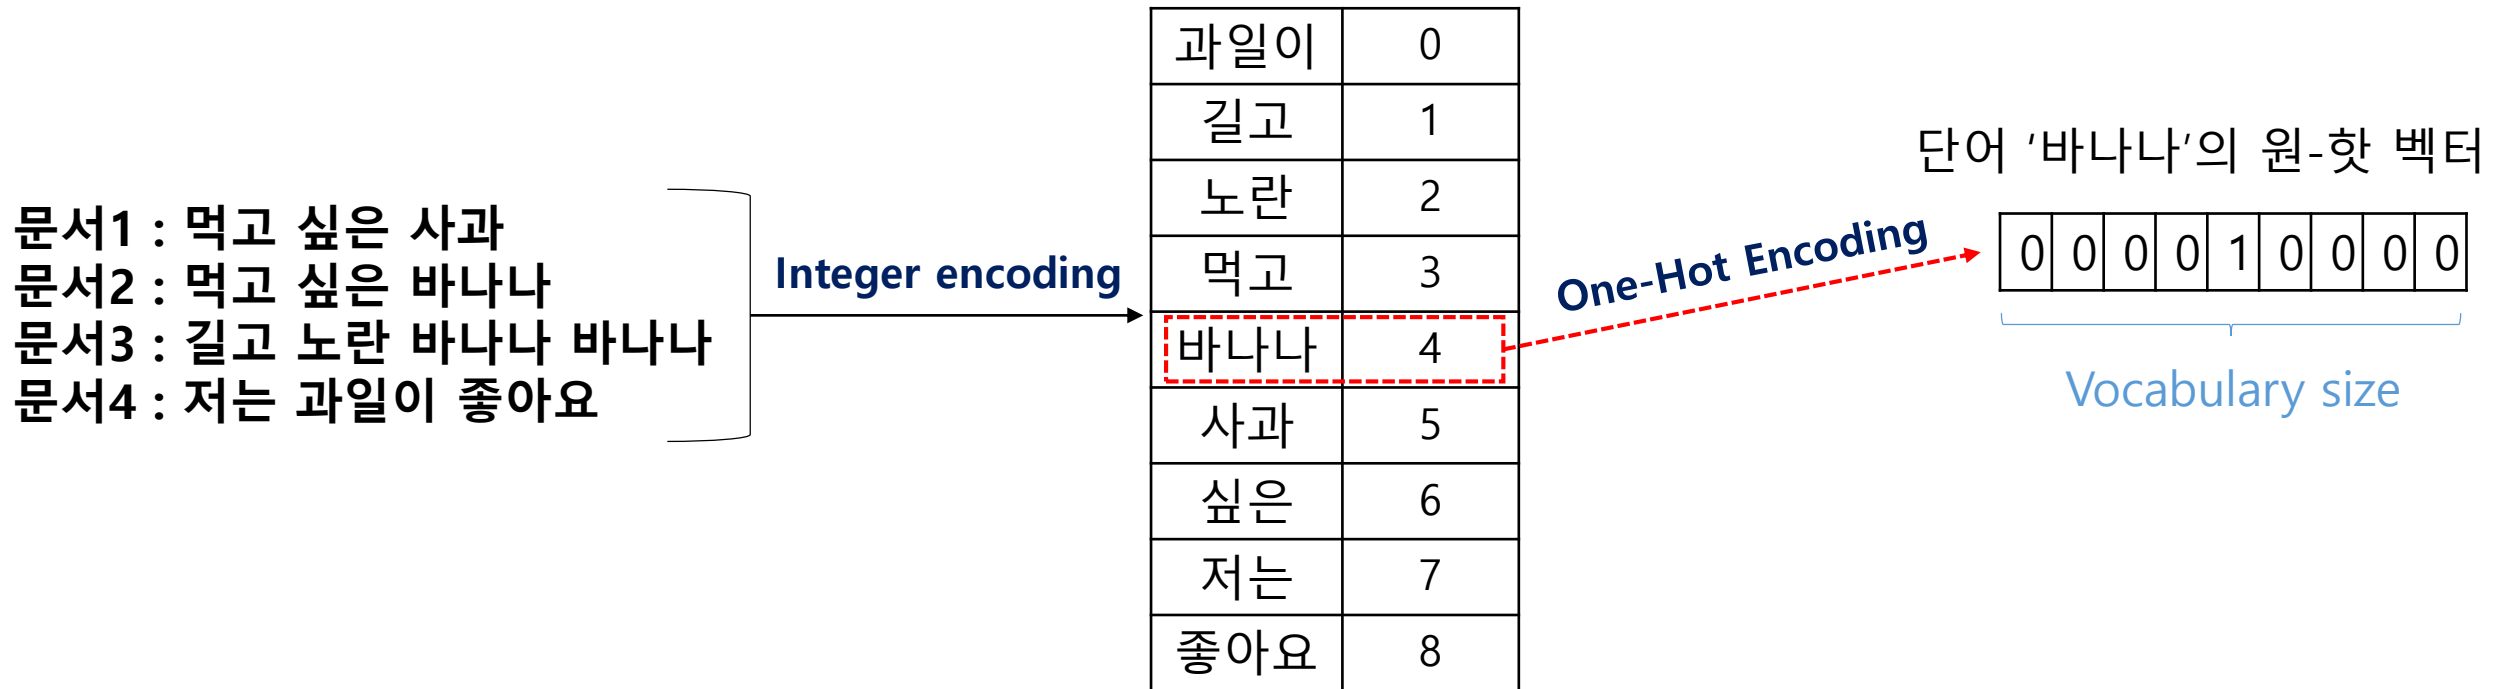 문서1 : 먹고 싶은 사과
문서2 : 먹고 싶은 바나나
문서3 : 길고 노란 바나나 바나나
문서4 : 저는 과일이 좋아요
Integer encoding
과일이 0
길고 1
노란 2
먹고 3
바나나 4
사과 5
싶은 6
저는 7
좋아요 8
One-Hot Encoding
단어 ‘바나나’의 원-핫 벡터
0 0 0 0 1 0 0 0 0
Vocabulary size